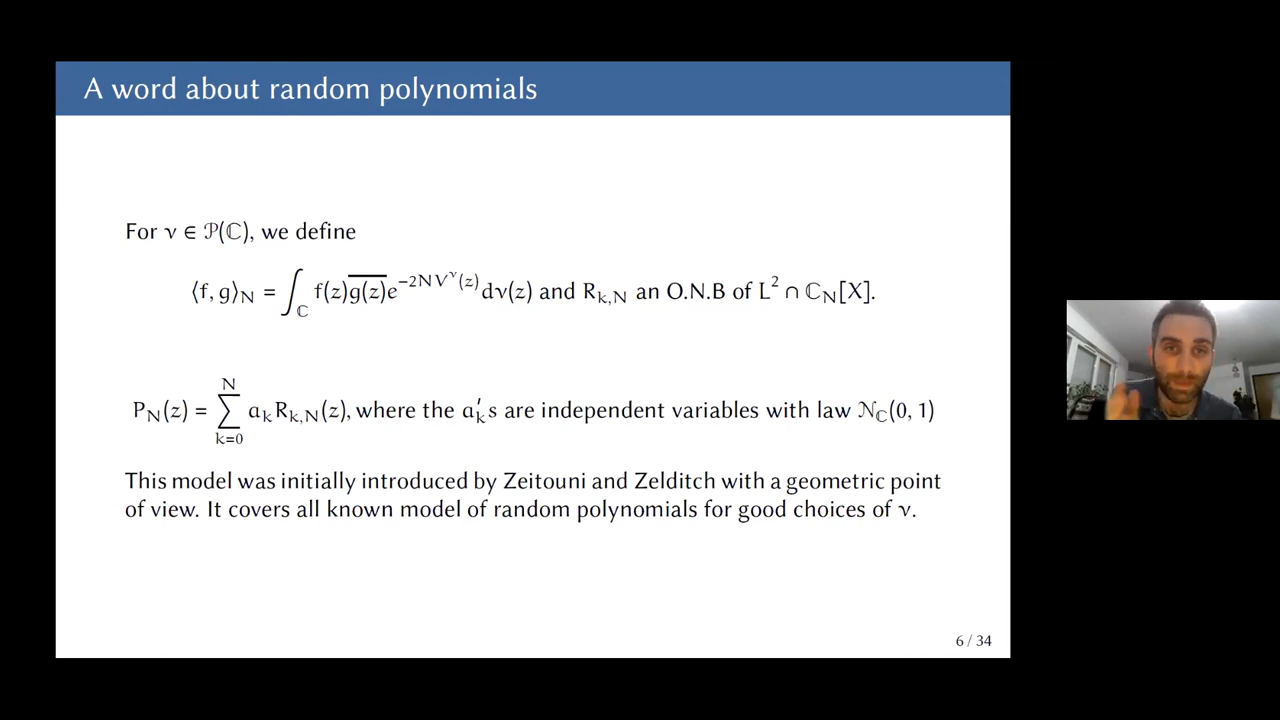 A word about random polynomials
For ν ∈ 𝒫(ℂ), we define
⟨f, g⟩_N = ∫_ℂ f(z)\overline{g(z)}e^{−2NV^ν(z)}dν(z) and R_{k,N} an O.N.B of L² ∩ ℂ_N[X].
P_N(z) = ∑_{k=0}^{N} a_k R_{k,N}(z), where the a_k's are independent variables with law 𝒩_ℂ(0, 1)
This model was initially introduced by Zeitouni and Zelditch with a geometric point
of view. It covers all known model of random polynomials for good choices of ν.
6 / 34